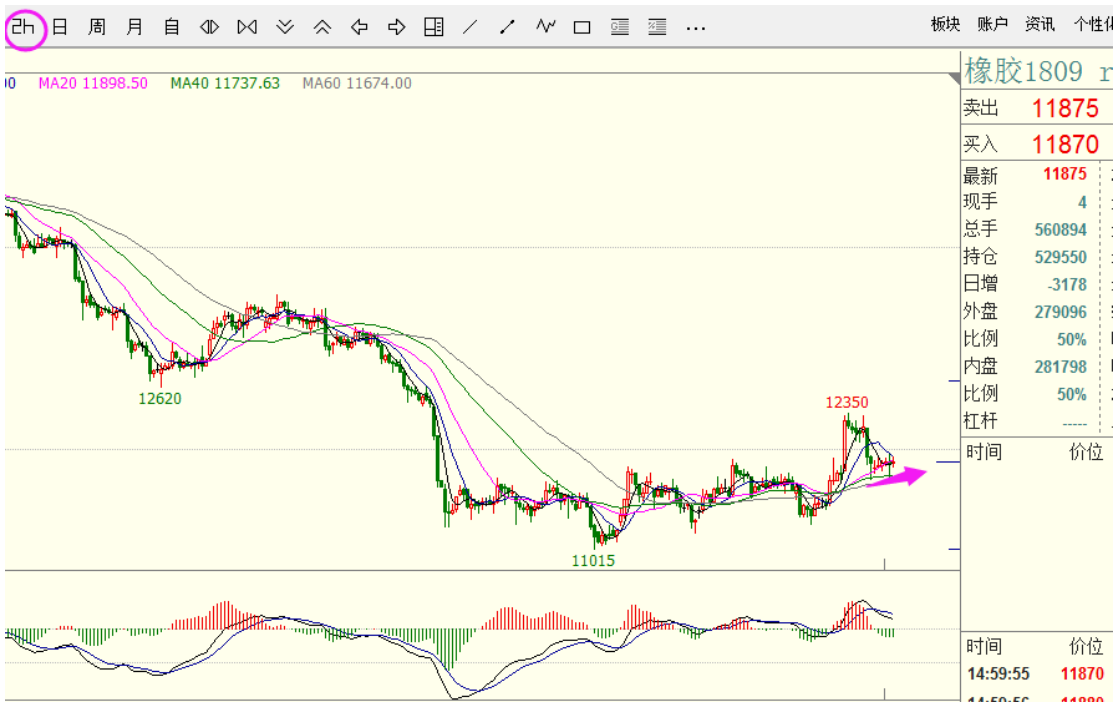 2h 日 周 月 自 ... 板块 账户 资讯 个性
MA20 11898.50 MA40 11737.63 MA60 11674.00
橡胶1809
卖出 11875
买入 11870
最新 11875
现手 4
总手 560894
持仓 529550
日增 -3178
外盘 279096
比例 50%
内盘 281798
比例 50%
杠杆 -----
时间 价位
12620
12350
11015
时间 价位
14:59:55 11870